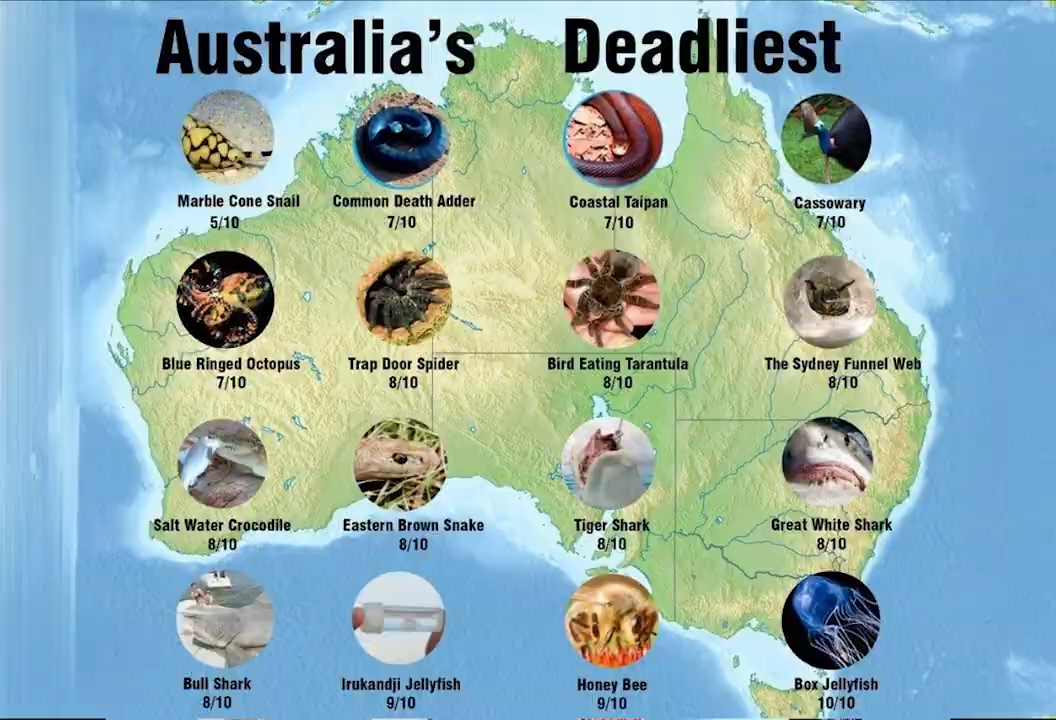 Australia's Deadliest
Marble Cone Snail
5/10
Common Death Adder
7/10
Coastal Taipan
7/10
Cassowary
7/10
Blue Ringed Octopus
7/10
Trap Door Spider
8/10
Bird Eating Tarantula
8/10
The Sydney Funnel Web
8/10
Salt Water Crocodile
8/10
Eastern Brown Snake
8/10
Tiger Shark
8/10
Great White Shark
8/10
Bull Shark
8/10
Irukandji Jellyfish
9/10
Honey Bee
9/10
Box Jellyfish
10/10